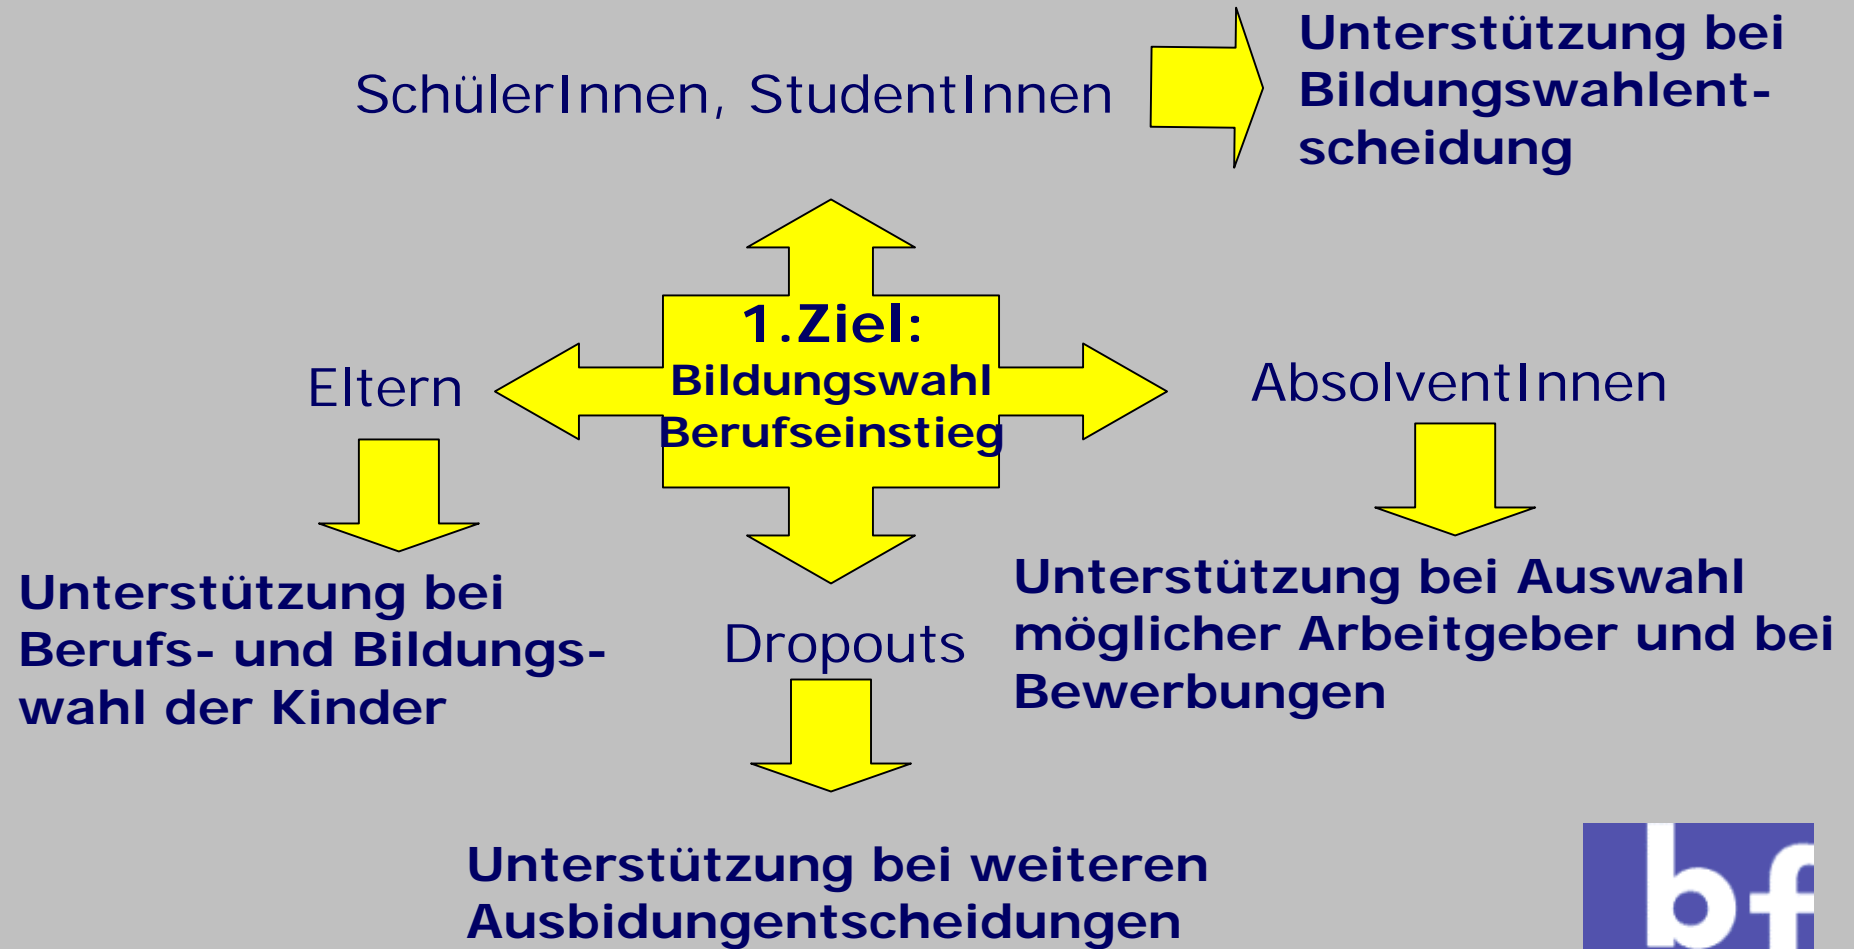 SchülerInnen, StudentInnen
Unterstützung bei
Bildungswahlent-
scheidung
1.Ziel:
Bildungswahl
Berufseinstieg
Eltern
AbsolventInnen
Unterstützung bei
Berufs- und Bildungs-
wahl der Kinder
Dropouts
Unterstützung bei Auswahl
möglicher Arbeitgeber und bei
Bewerbungen
Unterstützung bei weiteren
Ausbidungentscheidungen
bf